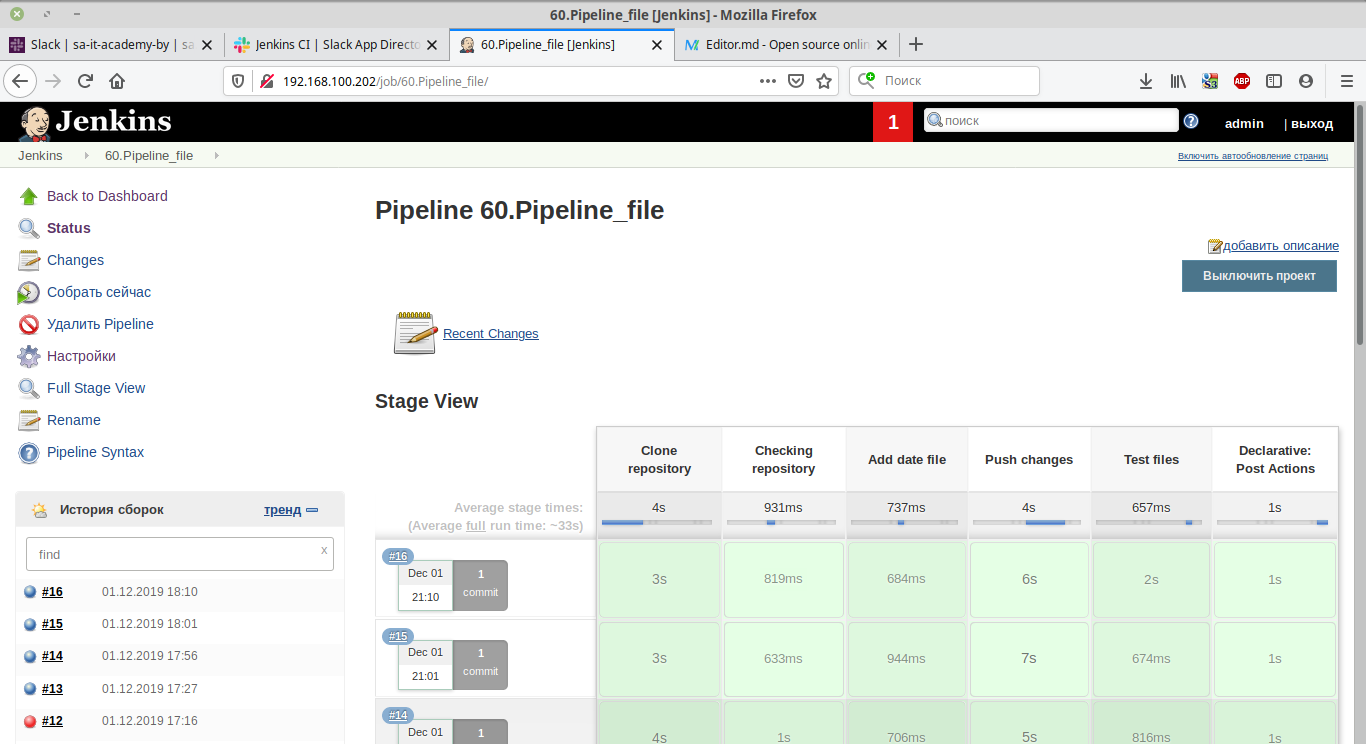 60.Pipeline_file [Jenkins] - Mozilla Firefox
Slack | sa-it-academy-by | sa
Jenkins CI | Slack App Directo
60.Pipeline_file [Jenkins]
Editor.md - Open source onlin
192.168.100.202/job/60.Pipeline_file/
Поиск
ABP
Jenkins
1
поиск
admin
| выход
Jenkins
60.Pipeline_file
Включить автообновление страниц
Back to Dashboard
Status
Changes
Собрать сейчас
Удалить Pipeline
Настройки
Full Stage View
Rename
Pipeline Syntax
История сборок
тренд
find
x
#16 01.12.2019 18:10
#15 01.12.2019 18:01
#14 01.12.2019 17:56
#13 01.12.2019 17:27
#12 01.12.2019 17:16
Pipeline 60.Pipeline_file
добавить описание
Выключить проект
Recent Changes
Stage View
Clone
repository
Checking
repository
Add date file
Push changes
Test files
Declarative:
Post Actions
Average stage times:
(Average full run time: ~33s)
4s 931ms 737ms 4s 657ms 1s
#16
Dec 01
21:10
1
commit
3s 819ms 684ms 6s 2s 1s
#15
Dec 01
21:01
1
commit
3s 633ms 944ms 7s 674ms 1s
#14
Dec 01
1
4s 1s 706ms 5s 816ms 1s